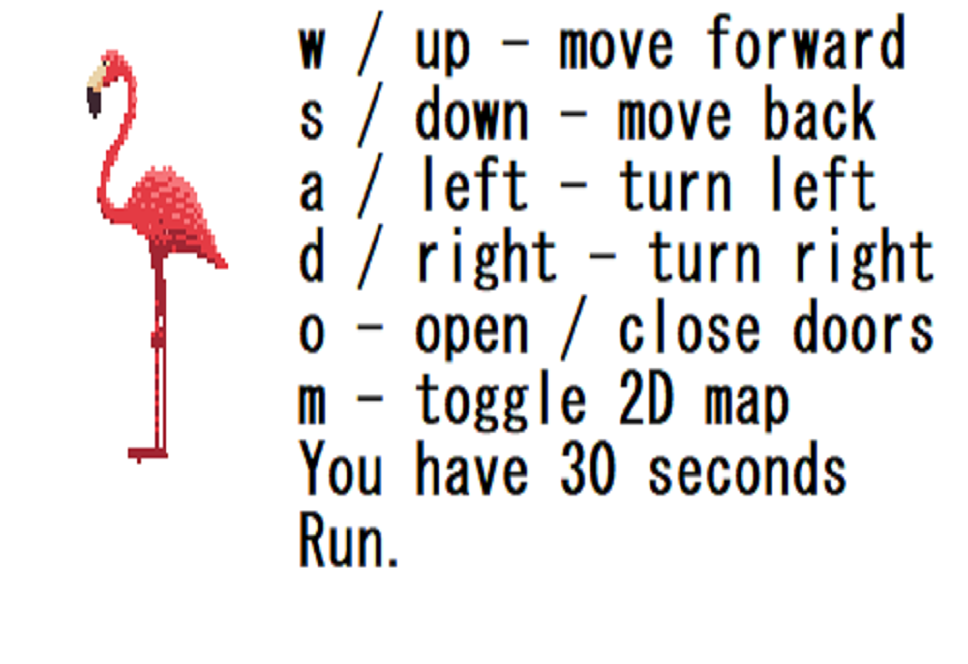 w / up - move forward
s / down - move back
a / left - turn left
d / right - turn right
o - open / close doors
m - toggle 2D map
You have 30 seconds
Run.